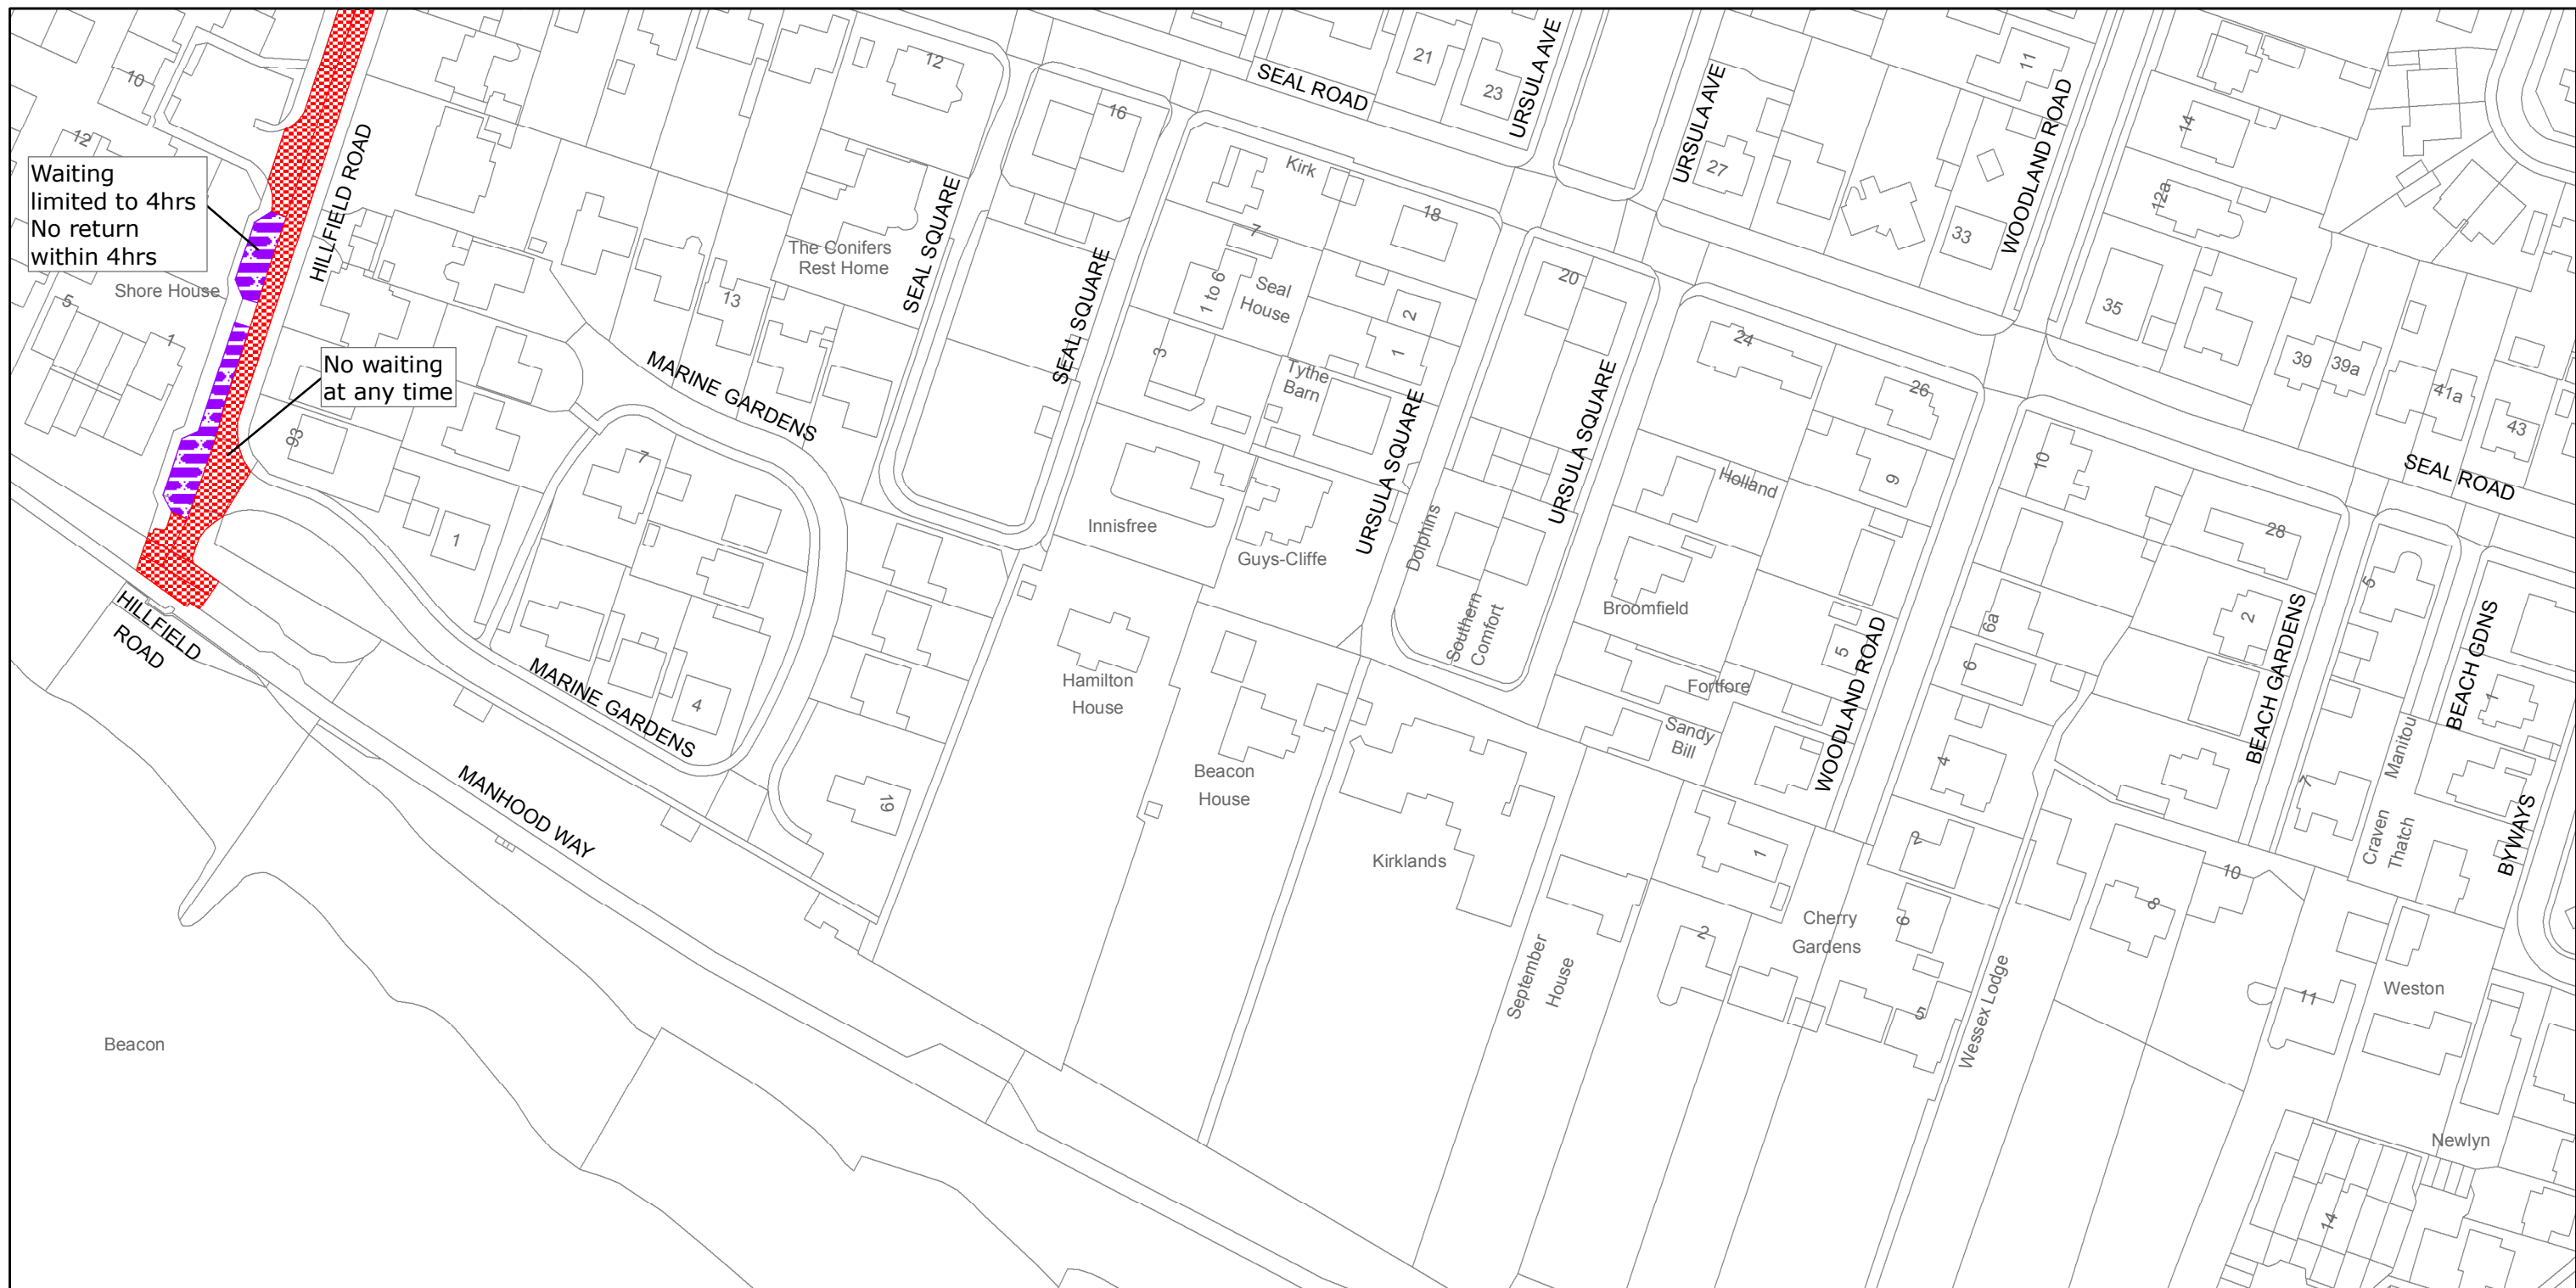 Waiting
limited to 4hrs
No return
within 4hrs
No waiting
at any time
HILLFIELD ROAD
HILLFIELD
ROAD
SEAL ROAD
URSULA AVE
URSULA AVE
WOODLAND ROAD
SEAL SQUARE
SEAL SQUARE
MARINE GARDENS
MARINE GARDENS
MANHOOD WAY
URSULA SQUARE
URSULA SQUARE
WOODLAND ROAD
SEAL ROAD
BEACH GARDENS
BEACH GDNS
BYWAYS
10
12
Shore House
5
1
93
1
7
4
19
13
12
The Conifers
Rest Home
16
21
23
Kirk
18
7
1 to 6
Seal
House
2
1
3
Tythe
Barn
Innisfree
Guys-Cliffe
Hamilton
House
Beacon
House
Kirklands
Dolphins
Southern
Comfort
20
27
11
33
14
12a
35
39
39a
41a
43
24
26
Holland
9
Broomfield
5
Fortfore
Sandy
Bill
10
28
6a
6
4
2
2
5
1
7
Manitou
Craven
Thatch
1
2
Cherry
Gardens
6
5
September
House
Wessex Lodge
8
10
11
Weston
Newlyn
14
Beacon